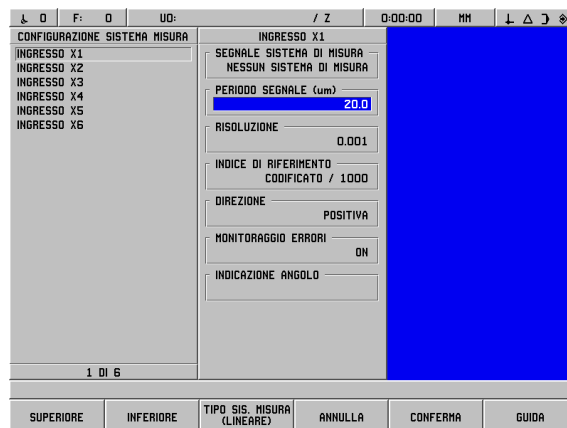 0 F: 0 U0: / Z 0:00:00 MM
CONFIGURAZIONE SISTEMA MISURA
INGRESSO X1
INGRESSO X2
INGRESSO X3
INGRESSO X4
INGRESSO X5
INGRESSO X6
1 DI 6
INGRESSO X1
SEGNALE SISTEMA DI MISURA
NESSUN SISTEMA DI MISURA
PERIODO SEGNALE (um)
20.0
RISOLUZIONE
0.001
INDICE DI RIFERIMENTO
CODIFICATO / 1000
DIREZIONE
POSITIVA
MONITORAGGIO ERRORI
ON
INDICAZIONE ANGOLO
SUPERIORE
INFERIORE
TIPO SIS. MISURA
(LINEARE)
ANNULLA
CONFERMA
GUIDA